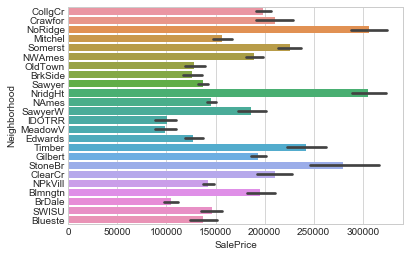 CollgCr
Crawfor
NoRidge
Mitchel
Somerst
NWAmes
OldTown
BrkSide
Sawyer
NridgHt
NAmes
SawyerW
IDOTRR
MeadowV
Edwards
Timber
Gilbert
StoneBr
ClearCr
NPkVill
Blmngtn
BrDale
SWISU
Blueste
Neighborhood
0 50000 100000 150000 200000 250000 300000
SalePrice